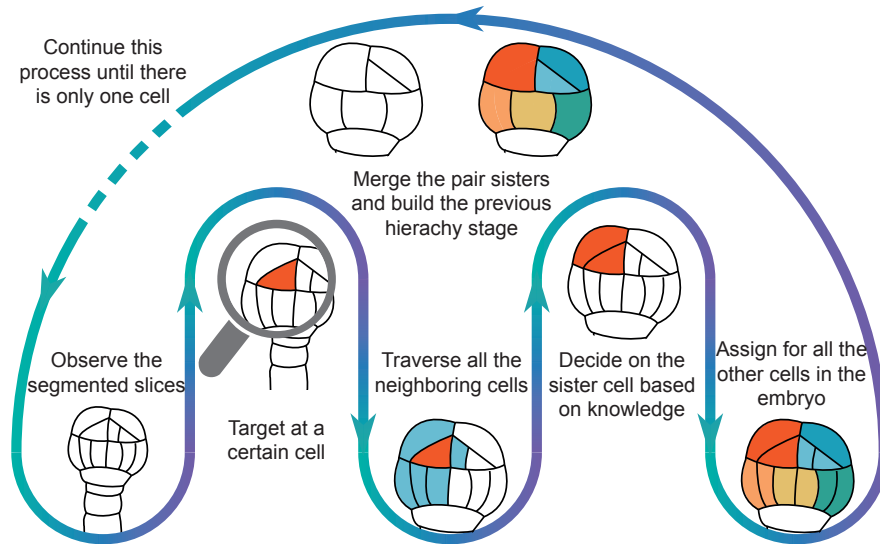 Continue this
process until there
is only one cell
Merge the pair sisters
and build the previous
hierachy stage
Observe the
segmented slices
Target at a
certain cell
Traverse all the
neighboring cells
Decide on the
sister cell based
on knowledge
Assign for all the
other cells in the
embryo